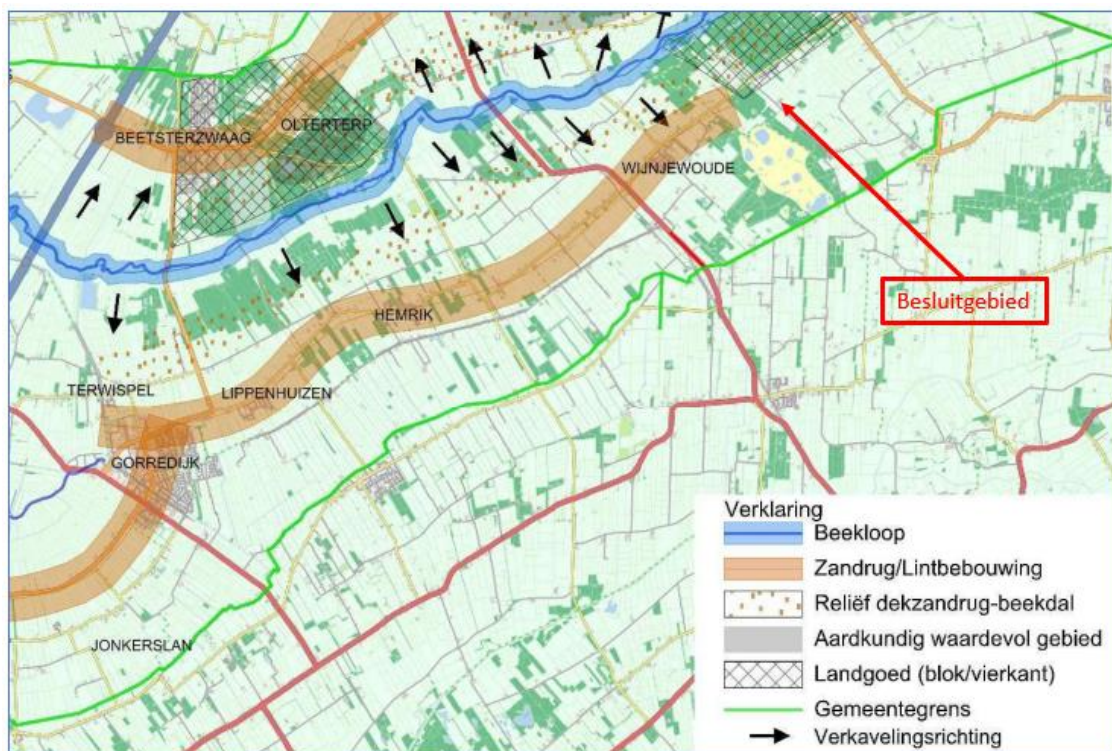 BEETSTERZWAAG
OLTERTERP
WIJNJEWOUDE
Besluitgebied
HEMRIK
TERWISPEL
LIPPENHUIZEN
GORREDIJK
JONKERSLAN
Verklaring
Beekloop
Zandrug/Lintbebouwing
Reliëf dekzandrug-beekdal
Aardkundig waardevol gebied
Landgoed (blok/vierkant)
Gemeentegrens
Verkavelingsrichting